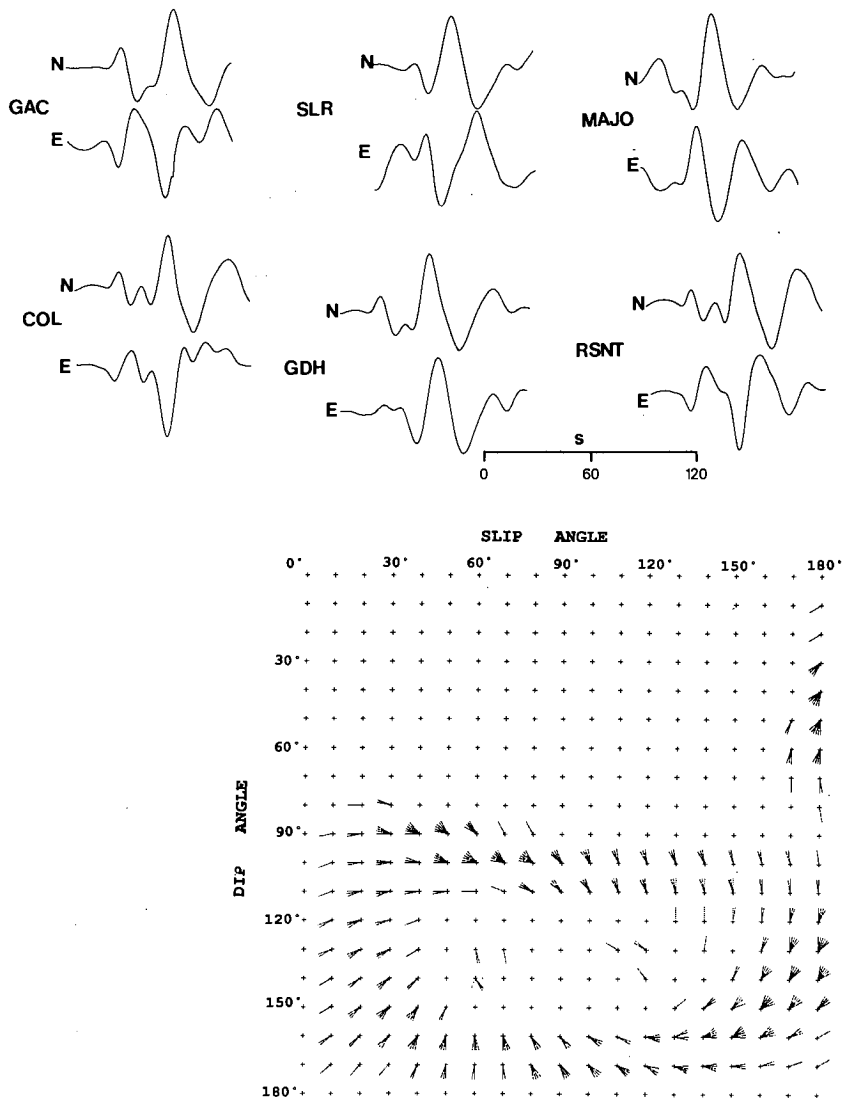 N
GAC
E
N
SLR
E
N
MAJO
E
N
COL
E
N
GDH
E
N
RSNT
E
S
0 60 120
SLIP ANGLE
0° 30° 60° 90° 120° 150° 180°
30°
60°
90°
120°
150°
180°
DIP ANGLE